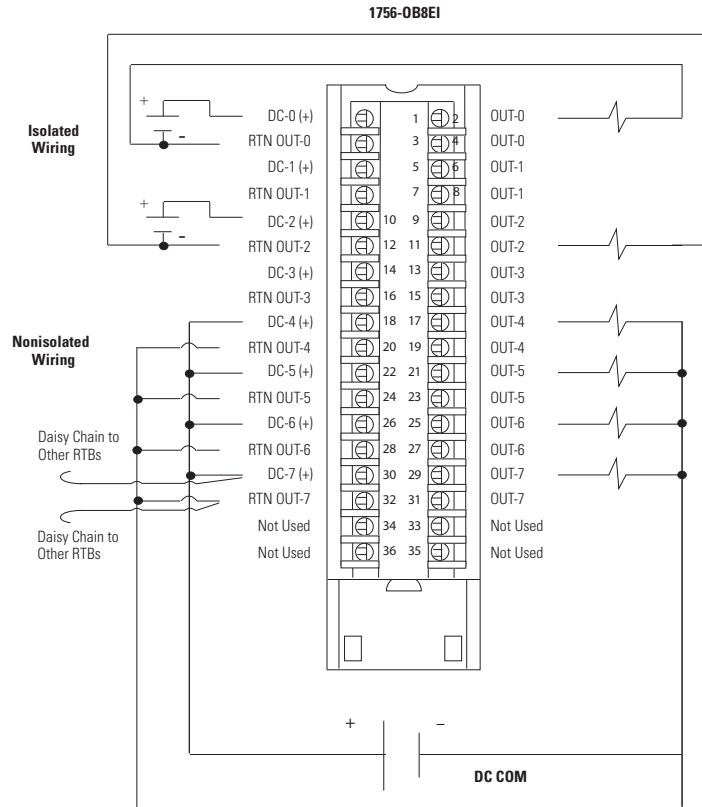 1756-OB8EI
Isolated
Wiring
+
-
DC-0 (+) 1 2 OUT-0
RTN OUT-0 3 4 OUT-0
DC-1 (+) 5 6 OUT-1
RTN OUT-1 7 8 OUT-1
+
-
DC-2 (+) 10 9 OUT-2
RTN OUT-2 12 11 OUT-2
DC-3 (+) 14 13 OUT-3
RTN OUT-3 16 15 OUT-3
Nonisolated
Wiring
DC-4 (+) 18 17 OUT-4
RTN OUT-4 20 19 OUT-4
DC-5 (+) 22 21 OUT-5
RTN OUT-5 24 23 OUT-5
DC-6 (+) 26 25 OUT-6
Daisy Chain to
Other RTBs
RTN OUT-6 28 27 OUT-6
DC-7 (+) 30 29 OUT-7
RTN OUT-7 32 31 OUT-7
Daisy Chain to
Other RTBs
Not Used 34 33 Not Used
Not Used 36 35 Not Used
+ –
DC COM